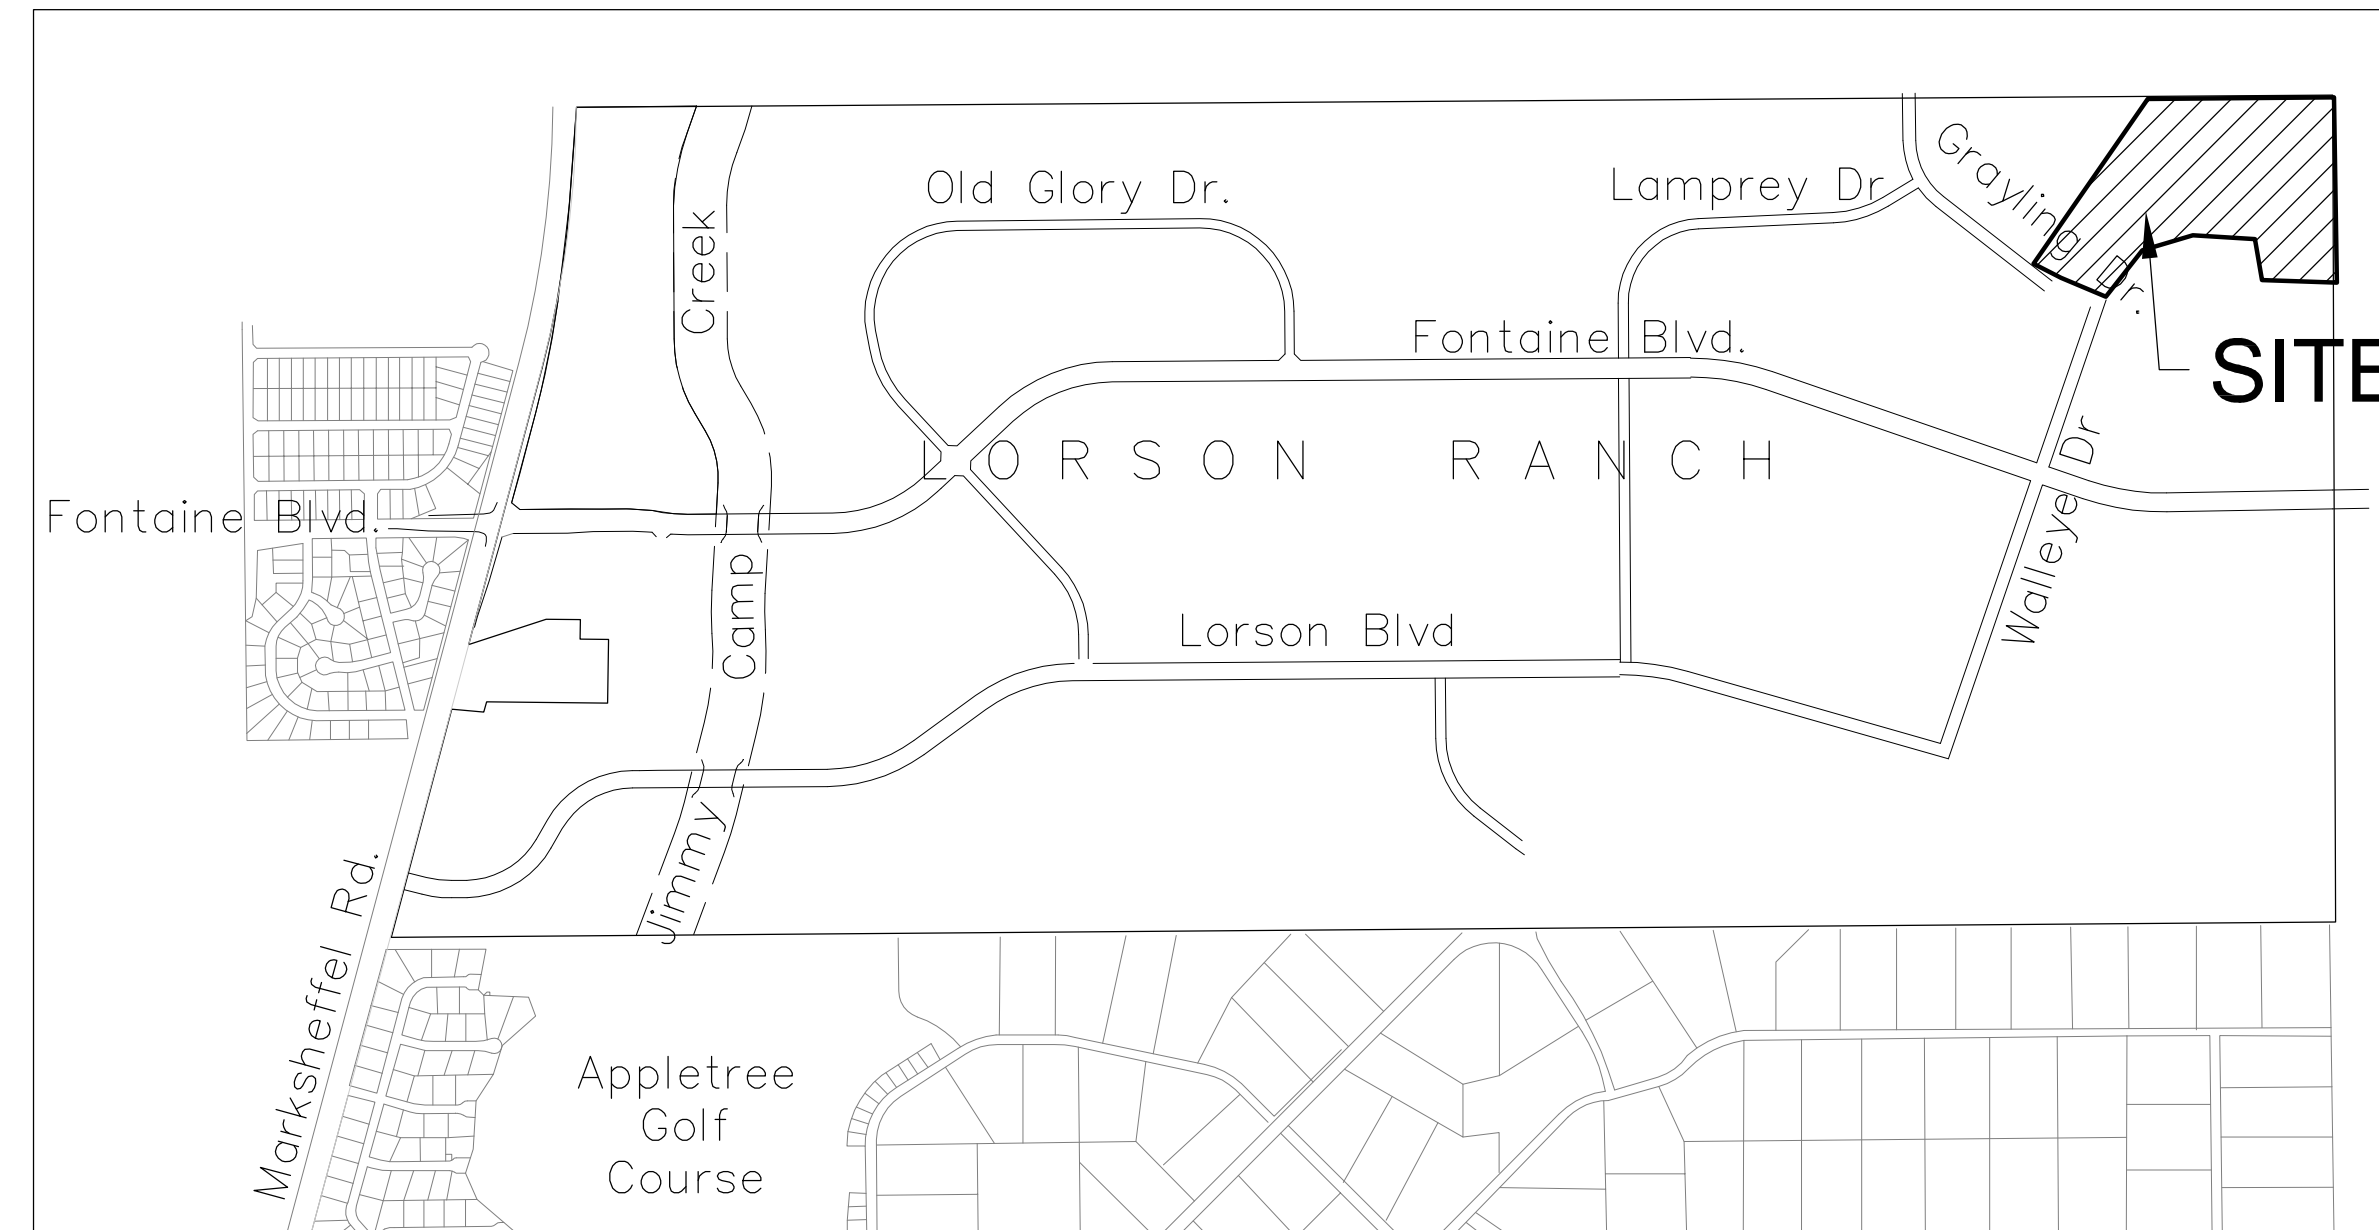 Old Glory Dr.
Lamprey Dr
Grayling Dr.
Creek
Fontaine Blvd.
SITE
LORSON RANCH
Fontaine Blvd.
Walleye Dr
Camp
Lorson Blvd
Jimmy
Marksheffel Rd.
Appletree
Golf
Course